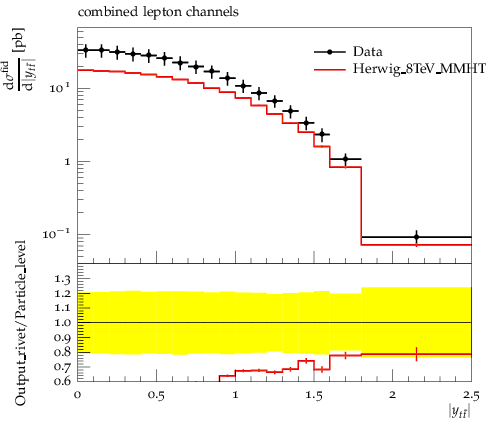 combined lepton channels
dσ^fid / d|y_tt̄| [pb]
Data
Herwig_8TeV_MMHT
10^1
1
10^−1
Output_rivet/Particle_level
1.3
1.2
1.1
1.0
0.9
0.8
0.7
0.6
0 0.5 1 1.5 2 2.5
|y_tt̄|